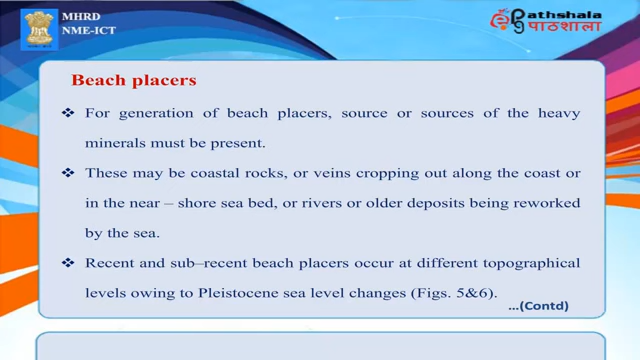 MHRD
NME-ICT
Pathshala
पाठशाला
Beach placers
❖ For generation of beach placers, source or sources of the heavy
minerals must be present.
❖ These may be coastal rocks, or veins cropping out along the coast or
in the near – shore sea bed, or rivers or older deposits being reworked
by the sea.
❖ Recent and sub–recent beach placers occur at different topographical
levels owing to Pleistocene sea level changes (Figs. 5&6).
...(Contd)